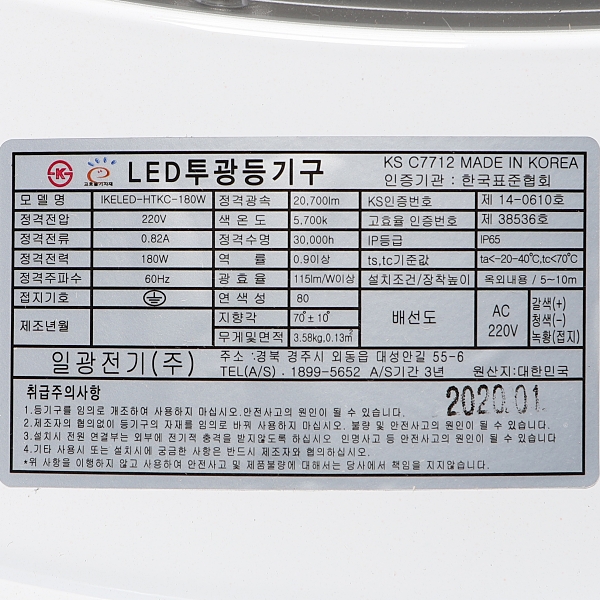 LED투광등기구 KS C7712 MADE IN KOREA
고효율기자재 인증기관 : 한국표준협회
모 델 명 IKELED-HTKC-180W 정격광속 20,700lm KS인증번호 제 14-0610호
정격전압 220V 색 온 도 5,700k 고효율 인증번호 제 38536호
정격전류 0.82A 정격수명 30,000h IP등급 IP65
정격전력 180W 역 률 0.9이상 ts,tc기준값 ta<-20-40℃,tc<70℃
정격주파수 60Hz 광 효 율 115lm/W이상 설치조건/장착높이 옥외내용 / 5~10m
접지기호 연 색 성 80 배선도 AC 220V 갈색(+) 청색(-) 녹황(접지)
제조년월 지향각 70°±10°
무게및면적 3.58kg,0.13m²
일광전기(주) 주소 :경북 경주시 외동읍 대성안길 55-6
TEL(A/S) . 1899-5652 A/S기간 3년 원산지:대한민국
취급주의사항 2020.01
1.등기구를 임의로 개조하여 사용하지 마십시오.안전사고의 원인이 될 수 있습니다.
2.제조자의 협의없이 등기구의 자재를 임의로 바꿔 사용하지 마십시오. 불량 및 안전사고의 원인이 될 수 있습니다.
3.설치시 전원 연결부는 외부에 전기적 충격을 받지않도록 하십시오 인명사고 등 안전사고의 원인이 될 수 있습니다.
4.기타 사용시 또는 설치시에 궁금한 사항은 반드시 제조자와 협의하십시오.
*위 사항을 이행하지 않고 사용하여 안전사고 및 제품불량에 대해서는 당사에서 책임을 지지않습니다.